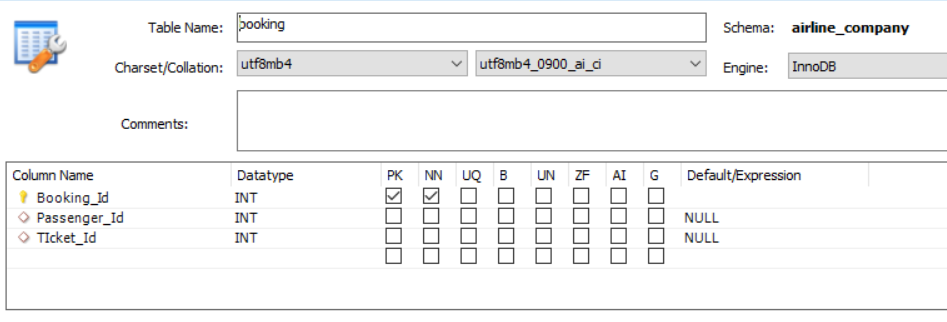 Table Name: booking Schema: airline_company
Charset/Collation: utf8mb4 utf8mb4_0900_ai_ci Engine: InnoDB
Comments:
Column Name Datatype PK NN UQ B UN ZF AI G Default/Expression
Booking_Id INT
Passenger_Id INT NULL
TIcket_Id INT NULL